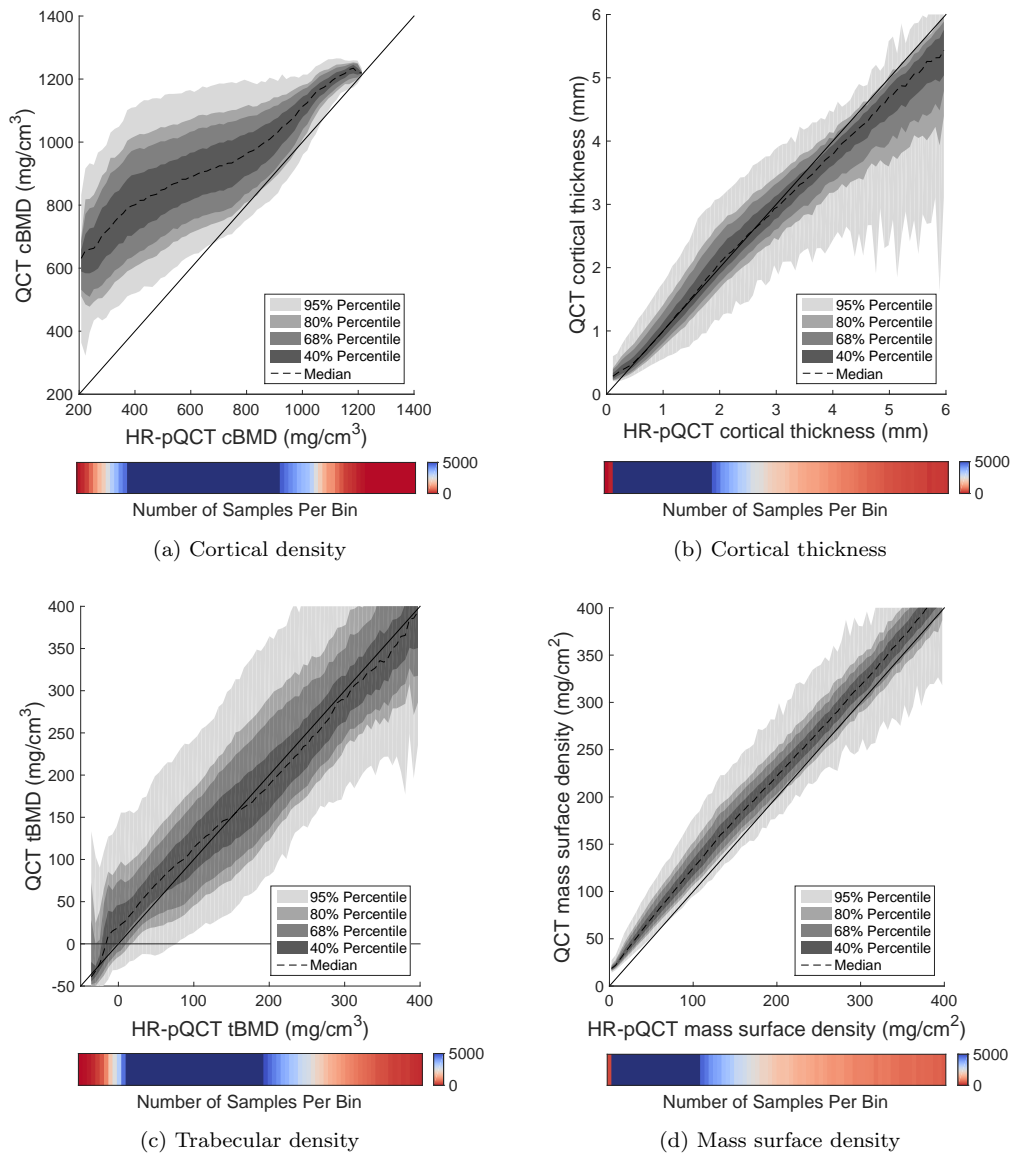 1400
1200
1000
800
600
400
200
QCT cBMD (mg/cm³)
95% Percentile
80% Percentile
68% Percentile
40% Percentile
Median
200 400 600 800 1000 1200 1400
HR-pQCT cBMD (mg/cm³)
5000
0
Number of Samples Per Bin
(a) Cortical density
6
5
4
3
2
1
0
QCT cortical thickness (mm)
95% Percentile
80% Percentile
68% Percentile
40% Percentile
Median
0 1 2 3 4 5 6
HR-pQCT cortical thickness (mm)
5000
0
Number of Samples Per Bin
(b) Cortical thickness
400
350
300
250
200
150
100
50
0
-50
QCT tBMD (mg/cm³)
95% Percentile
80% Percentile
68% Percentile
40% Percentile
Median
0 100 200 300 400
HR-pQCT tBMD (mg/cm³)
5000
0
Number of Samples Per Bin
(c) Trabecular density
400
350
300
250
200
150
100
50
0
QCT mass surface density (mg/cm²)
95% Percentile
80% Percentile
68% Percentile
40% Percentile
Median
0 100 200 300 400
HR-pQCT mass surface density (mg/cm²)
5000
0
Number of Samples Per Bin
(d) Mass surface density